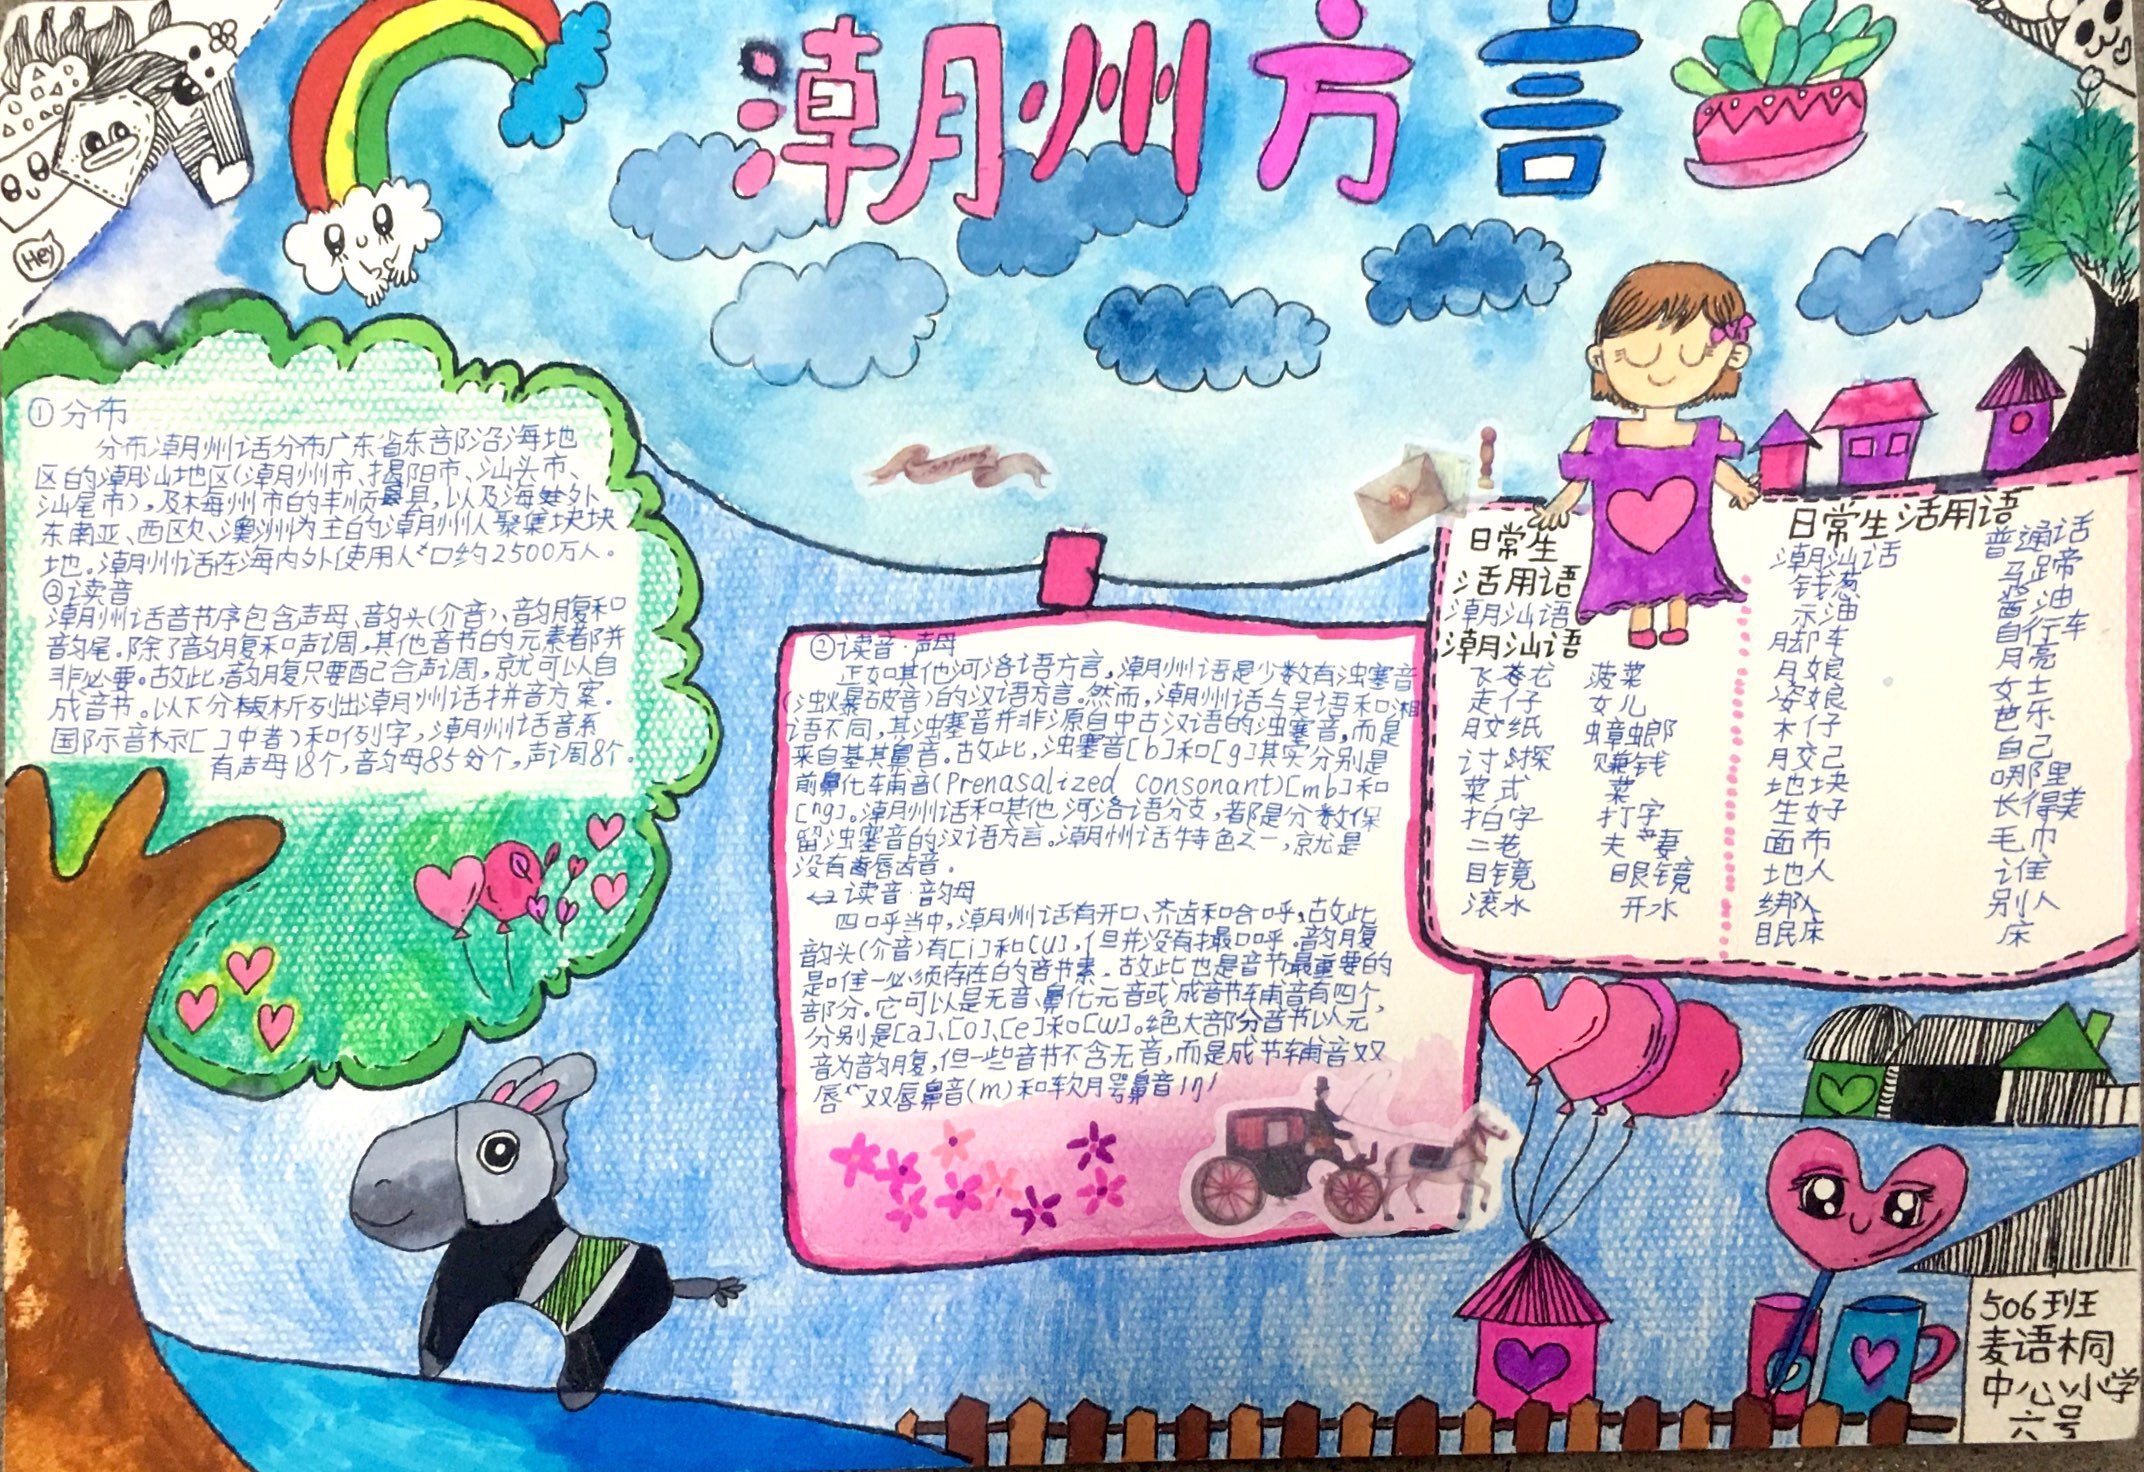 潮州方言
Hey
①分布
分布潮州话分布广东省东部沿海地
区的潮汕地区(潮州市、揭阳市、汕头市、
汕尾市),及梅州市的丰顺县,以及海外
东南亚、西欧、澳洲为主的潮州人聚集块块
地。潮州话在海内外使用人口约2500万人。
②读音
潮州话音节序包含声母、韵头(介音)、韵腹和
韵尾.除了韵腹和声调,其他音节的元素都并
非必要。故此,韵腹只要配合声调,就可以自
成音节。以下分析列出潮州话拼音方案.
国际音标[]中者)和例字,潮州话音系
有声母18个,韵母85个,声调8个.
②读音·声母
正如其他河洛语方言,潮州语是少数有浊塞音
(浊爆破音)的汉语方言。然而,潮州话与吴语和湘
语不同,其浊塞音并非源自中古汉语的浊塞音,而是
来自基其鼻音。故此,浊塞音[b]和[g]其实分别是
前鼻化辅音(Prenasalized consonant)[mb]和
[ng]。潮州话和其他河洛语分支,都是分数保
留浊塞音的汉语方言。潮州话特色之一,就是
没有齿唇齿音.
读音·韵母
四呼当中,潮州话有开口、齐齿和合呼,故此
韵头(介音)有[i]和[u],但并没有撮口呼.韵腹
是唯一必须存在的音节素.故此也是音节最重要的
部分.它可以是无音、鼻化元音或成音节辅音有四个,
分别是[a]、[o]、[e]和[w]。绝大部分音节以元
音为韵腹,但一些音节不含无音,而是成节辅音双
唇双唇鼻音(m)和软腭鼻音
日常生
活用语
潮汕语
潮汕语
飞苍龙 菠菜
走仔 女儿
胶纸 蟑螂
讨 赚钱
菜式 菜
拍字 打字
二老 夫妻
目镜 眼镜
滚水 开水
日常生活用语
潮汕话 普通话
钱葱 马蹄
示油 酱油
脚车 自行车
月娘 月亮
姿娘 女士
木仔 芭乐
胶己 自己
地块 哪里
生好 长得美
面布 毛巾
地人 谁
绑人 别人
眠床 床
506班
麦语桐
中心小学
六号